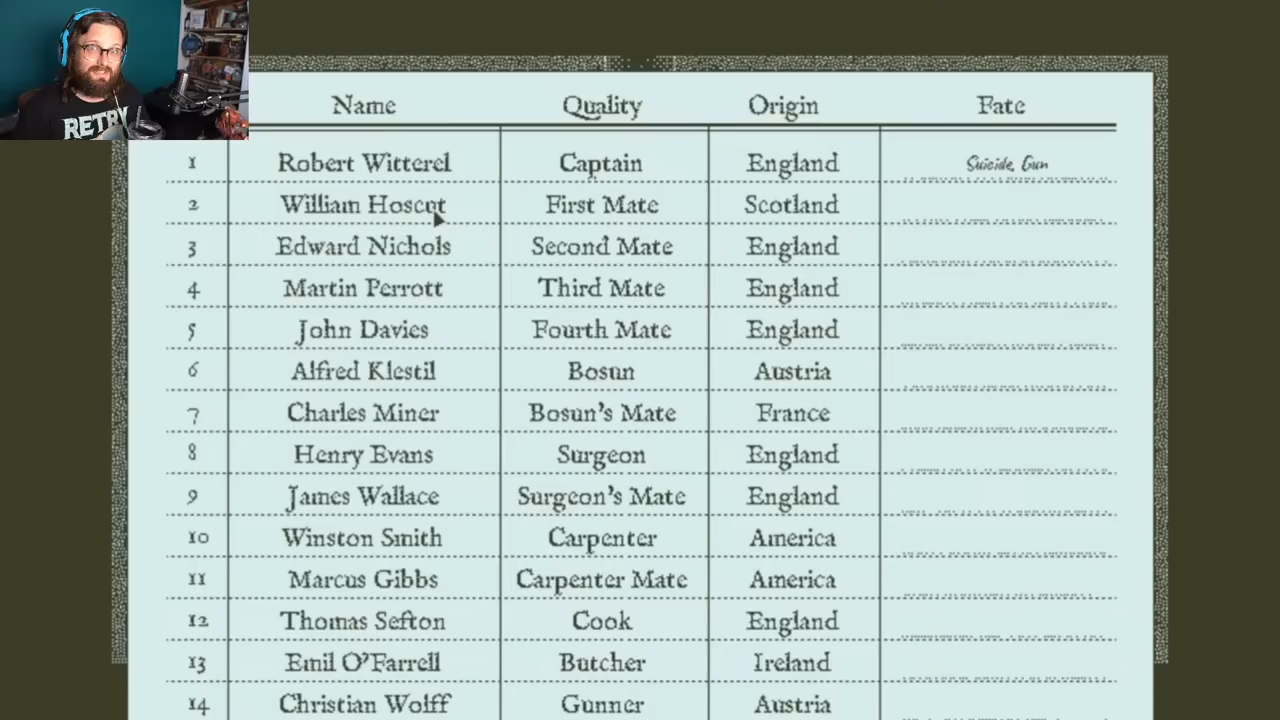 RETRY
Name Quality Origin Fate
1 Robert Witterel Captain England Suicide, Gun
2 William Hoscut First Mate Scotland
3 Edward Nichols Second Mate England
4 Martin Perrott Third Mate England
5 John Davies Fourth Mate England
6 Alfred Klestil Bosun Austria
7 Charles Miner Bosun's Mate France
8 Henry Evans Surgeon England
9 James Wallace Surgeon's Mate England
10 Winston Smith Carpenter America
11 Marcus Gibbs Carpenter Mate America
12 Thomas Sefton Cook England
13 Emil O'Farrell Butcher Ireland
14 Christian Wolff Gunner Austria